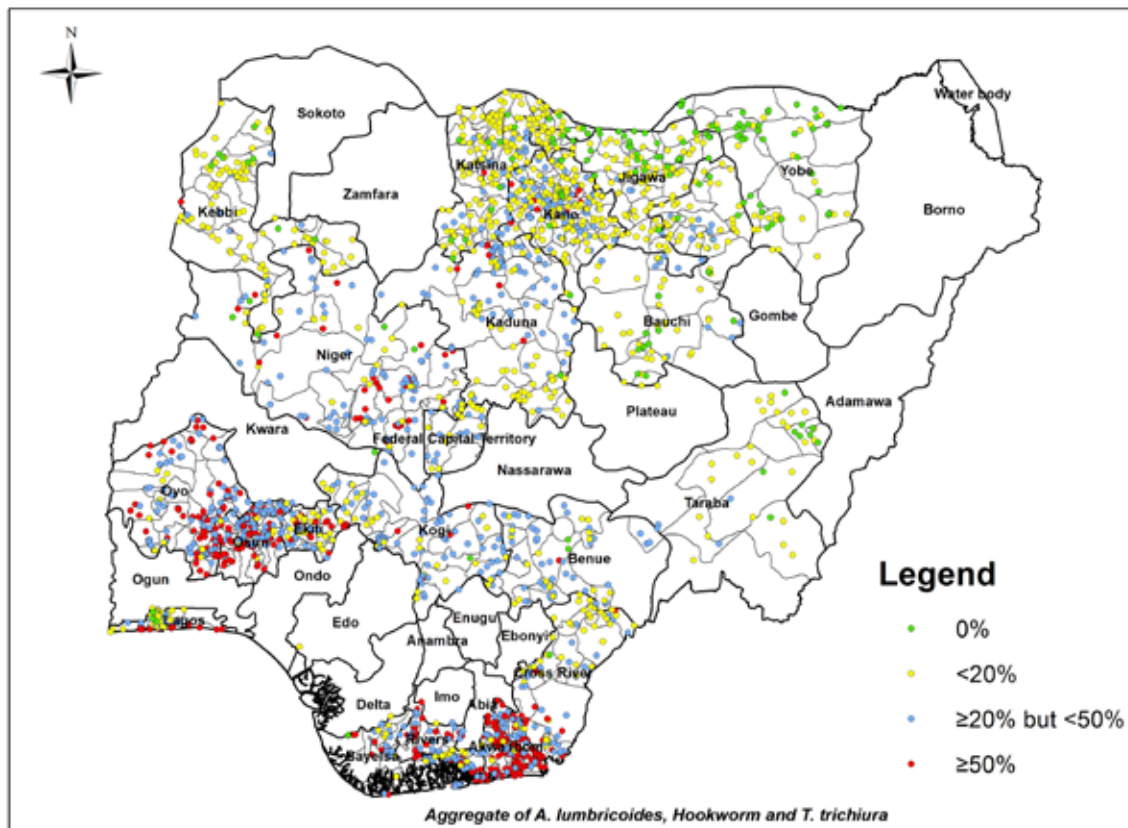 N
Sokoto
Water body
Katsina
Yobe
Jigawa
Zamfara
Kebbi
Kano
Borno
Gombe
Kaduna
Bauchi
Niger
Adamawa
Plateau
Kwara
Federal Capital Territory
Nassarawa
Oyo
Taraba
Ekiti
Kogi
Osun
Benue
Ogun
Ondo
Legend
Lagos
Enugu
Edo
0%
Anambra
Ebonyi
<20%
Cross River
Imo
Delta
Abia
≥20% but <50%
Rivers
Akwa Ibom
Bayelsa
≥50%
Aggregate of A. lumbricoides, Hookworm and T. trichiura